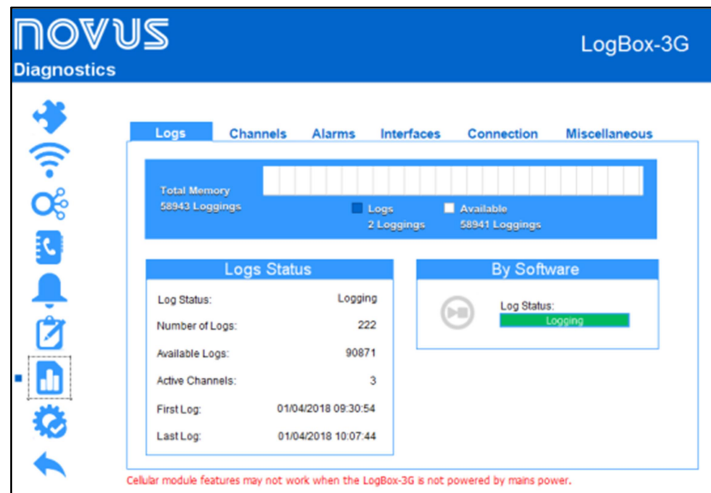 novus
LogBox-3G
Diagnostics
Logs Channels Alarms Interfaces Connection Miscellaneous
Total Memory
58943 Loggings
Logs
2 Loggings
Available
58941 Loggings
Logs Status
Log Status: Logging
Number of Logs: 222
Available Logs: 90871
Active Channels: 3
First Log: 01/04/2018 09:30:54
Last Log: 01/04/2018 10:07:44
By Software
Log Status:
Logging
Cellular module features may not work when the LogBox-3G is not powered by mains power.